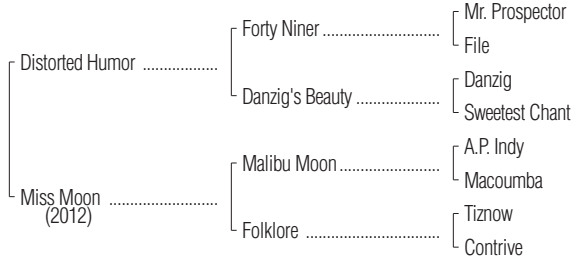 Mr. Prospector
Forty Niner ........................
File
Distorted Humor ..................
Danzig
Danzig's Beauty .................
Sweetest Chant
A.P. Indy
Malibu Moon .....................
Macoumba
Miss Moon ..........................
(2012)
Tiznow
Folklore ............................
Contrive